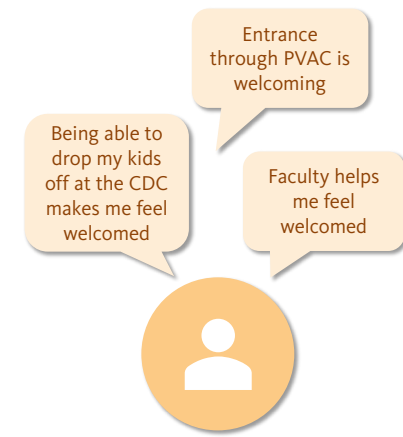 Entrance
through PVAC is
welcoming
Being able to
drop my kids
off at the CDC
makes me feel
welcomed
Faculty helps
me feel
welcomed